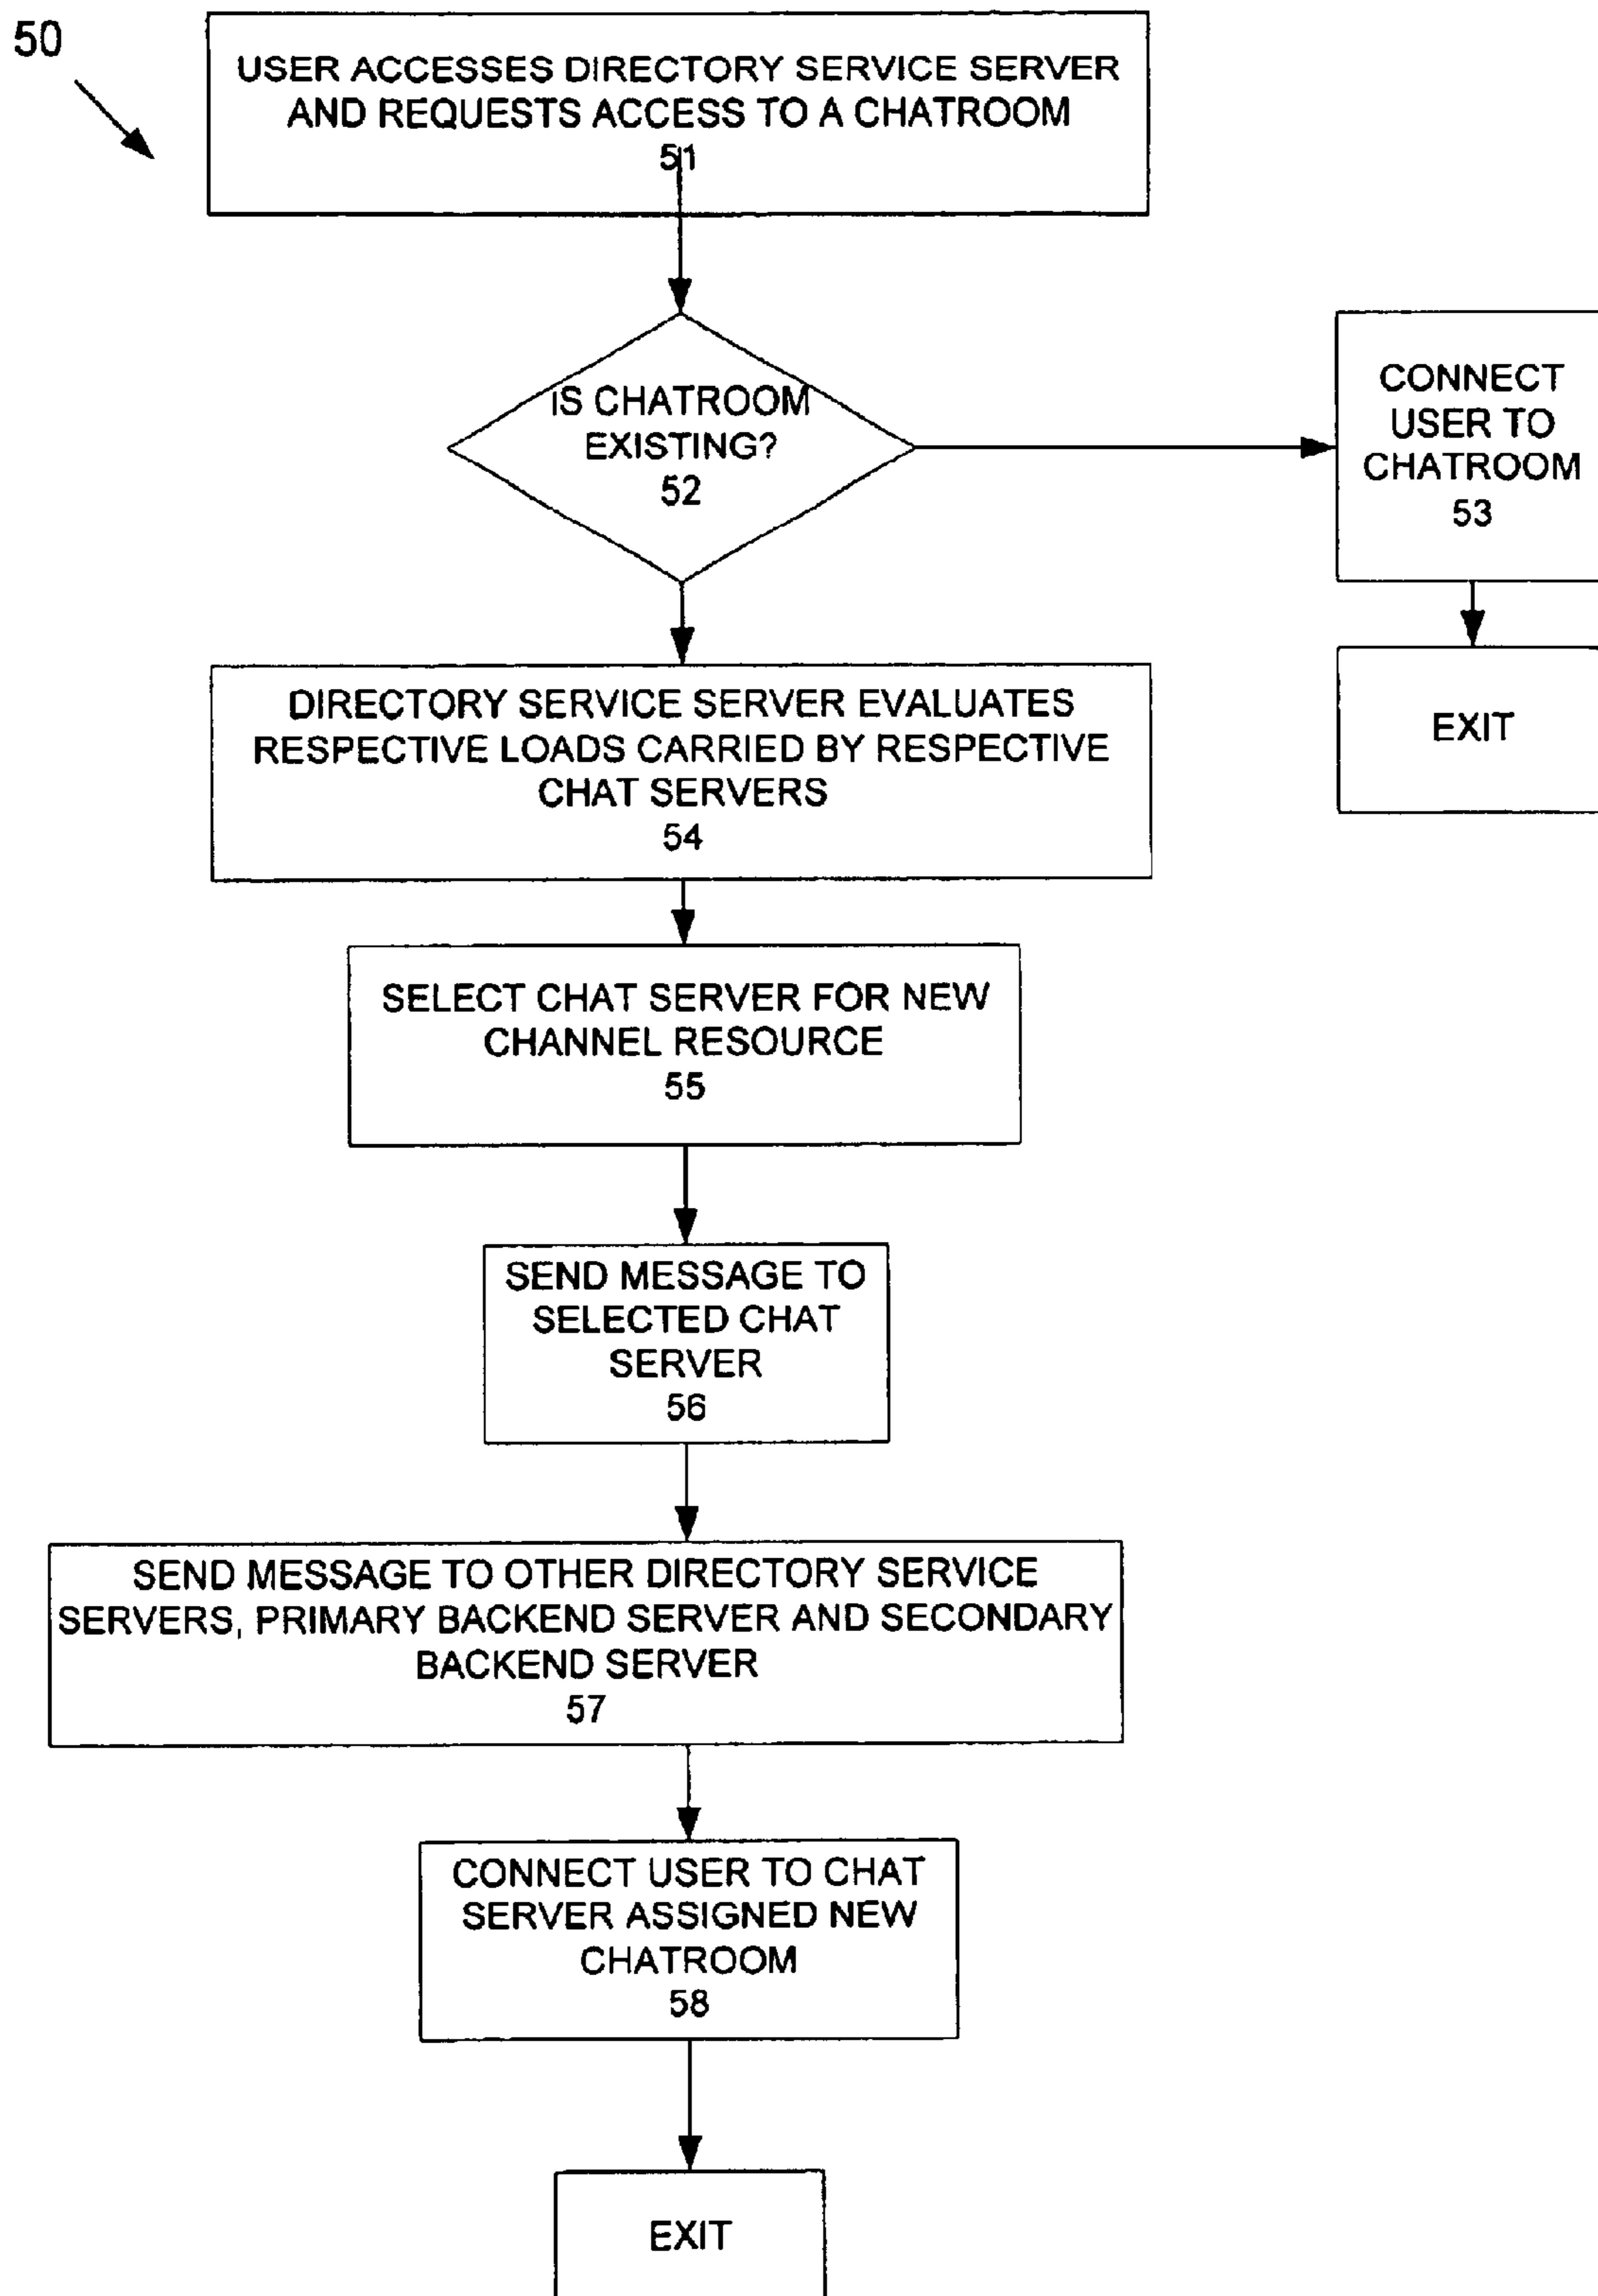 50
USER ACCESSES DIRECTORY SERVICE SERVER
AND REQUESTS ACCESS TO A CHATROOM
51
IS CHATROOM
EXISTING?
52
CONNECT
USER TO
CHATROOM
53
EXIT
DIRECTORY SERVICE SERVER EVALUATES
RESPECTIVE LOADS CARRIED BY RESPECTIVE
CHAT SERVERS
54
SELECT CHAT SERVER FOR NEW
CHANNEL RESOURCE
55
SEND MESSAGE TO
SELECTED CHAT
SERVER
56
SEND MESSAGE TO OTHER DIRECTORY SERVICE
SERVERS, PRIMARY BACKEND SERVER AND SECONDARY
BACKEND SERVER
57
CONNECT USER TO CHAT
SERVER ASSIGNED NEW
CHATROOM
58
EXIT